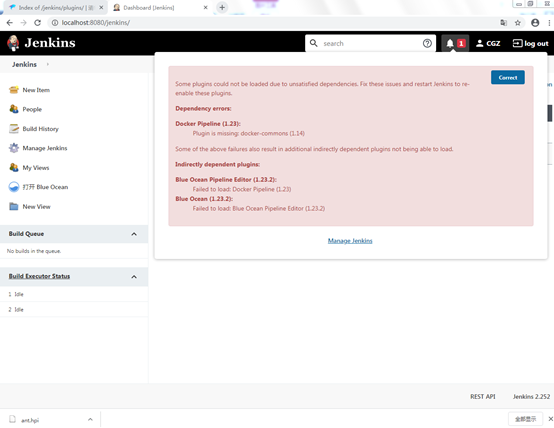 Index of /jenkins/plugins/ |
Dashboard [Jenkins]
localhost:8080/jenkins/
Jenkins
search
1
CGZ
log out
Jenkins
New Item
People
Build History
Manage Jenkins
My Views
打开 Blue Ocean
New View
Build Queue
No builds in the queue.
Build Executor Status
1 Idle
2 Idle
Some plugins could not be loaded due to unsatisfied dependencies. Fix these issues and restart Jenkins to re-
enable these plugins.
Correct
Dependency errors:
Docker Pipeline (1.23):
Plugin is missing: docker-commons (1.14)
Some of the above failures also result in additional indirectly dependent plugins not being able to load.
Indirectly dependent plugins:
Blue Ocean Pipeline Editor (1.23.2):
Failed to load: Docker Pipeline (1.23)
Blue Ocean (1.23.2):
Failed to load: Blue Ocean Pipeline Editor (1.23.2)
Manage Jenkins
REST API
Jenkins 2.252
ant.hpi
全部显示